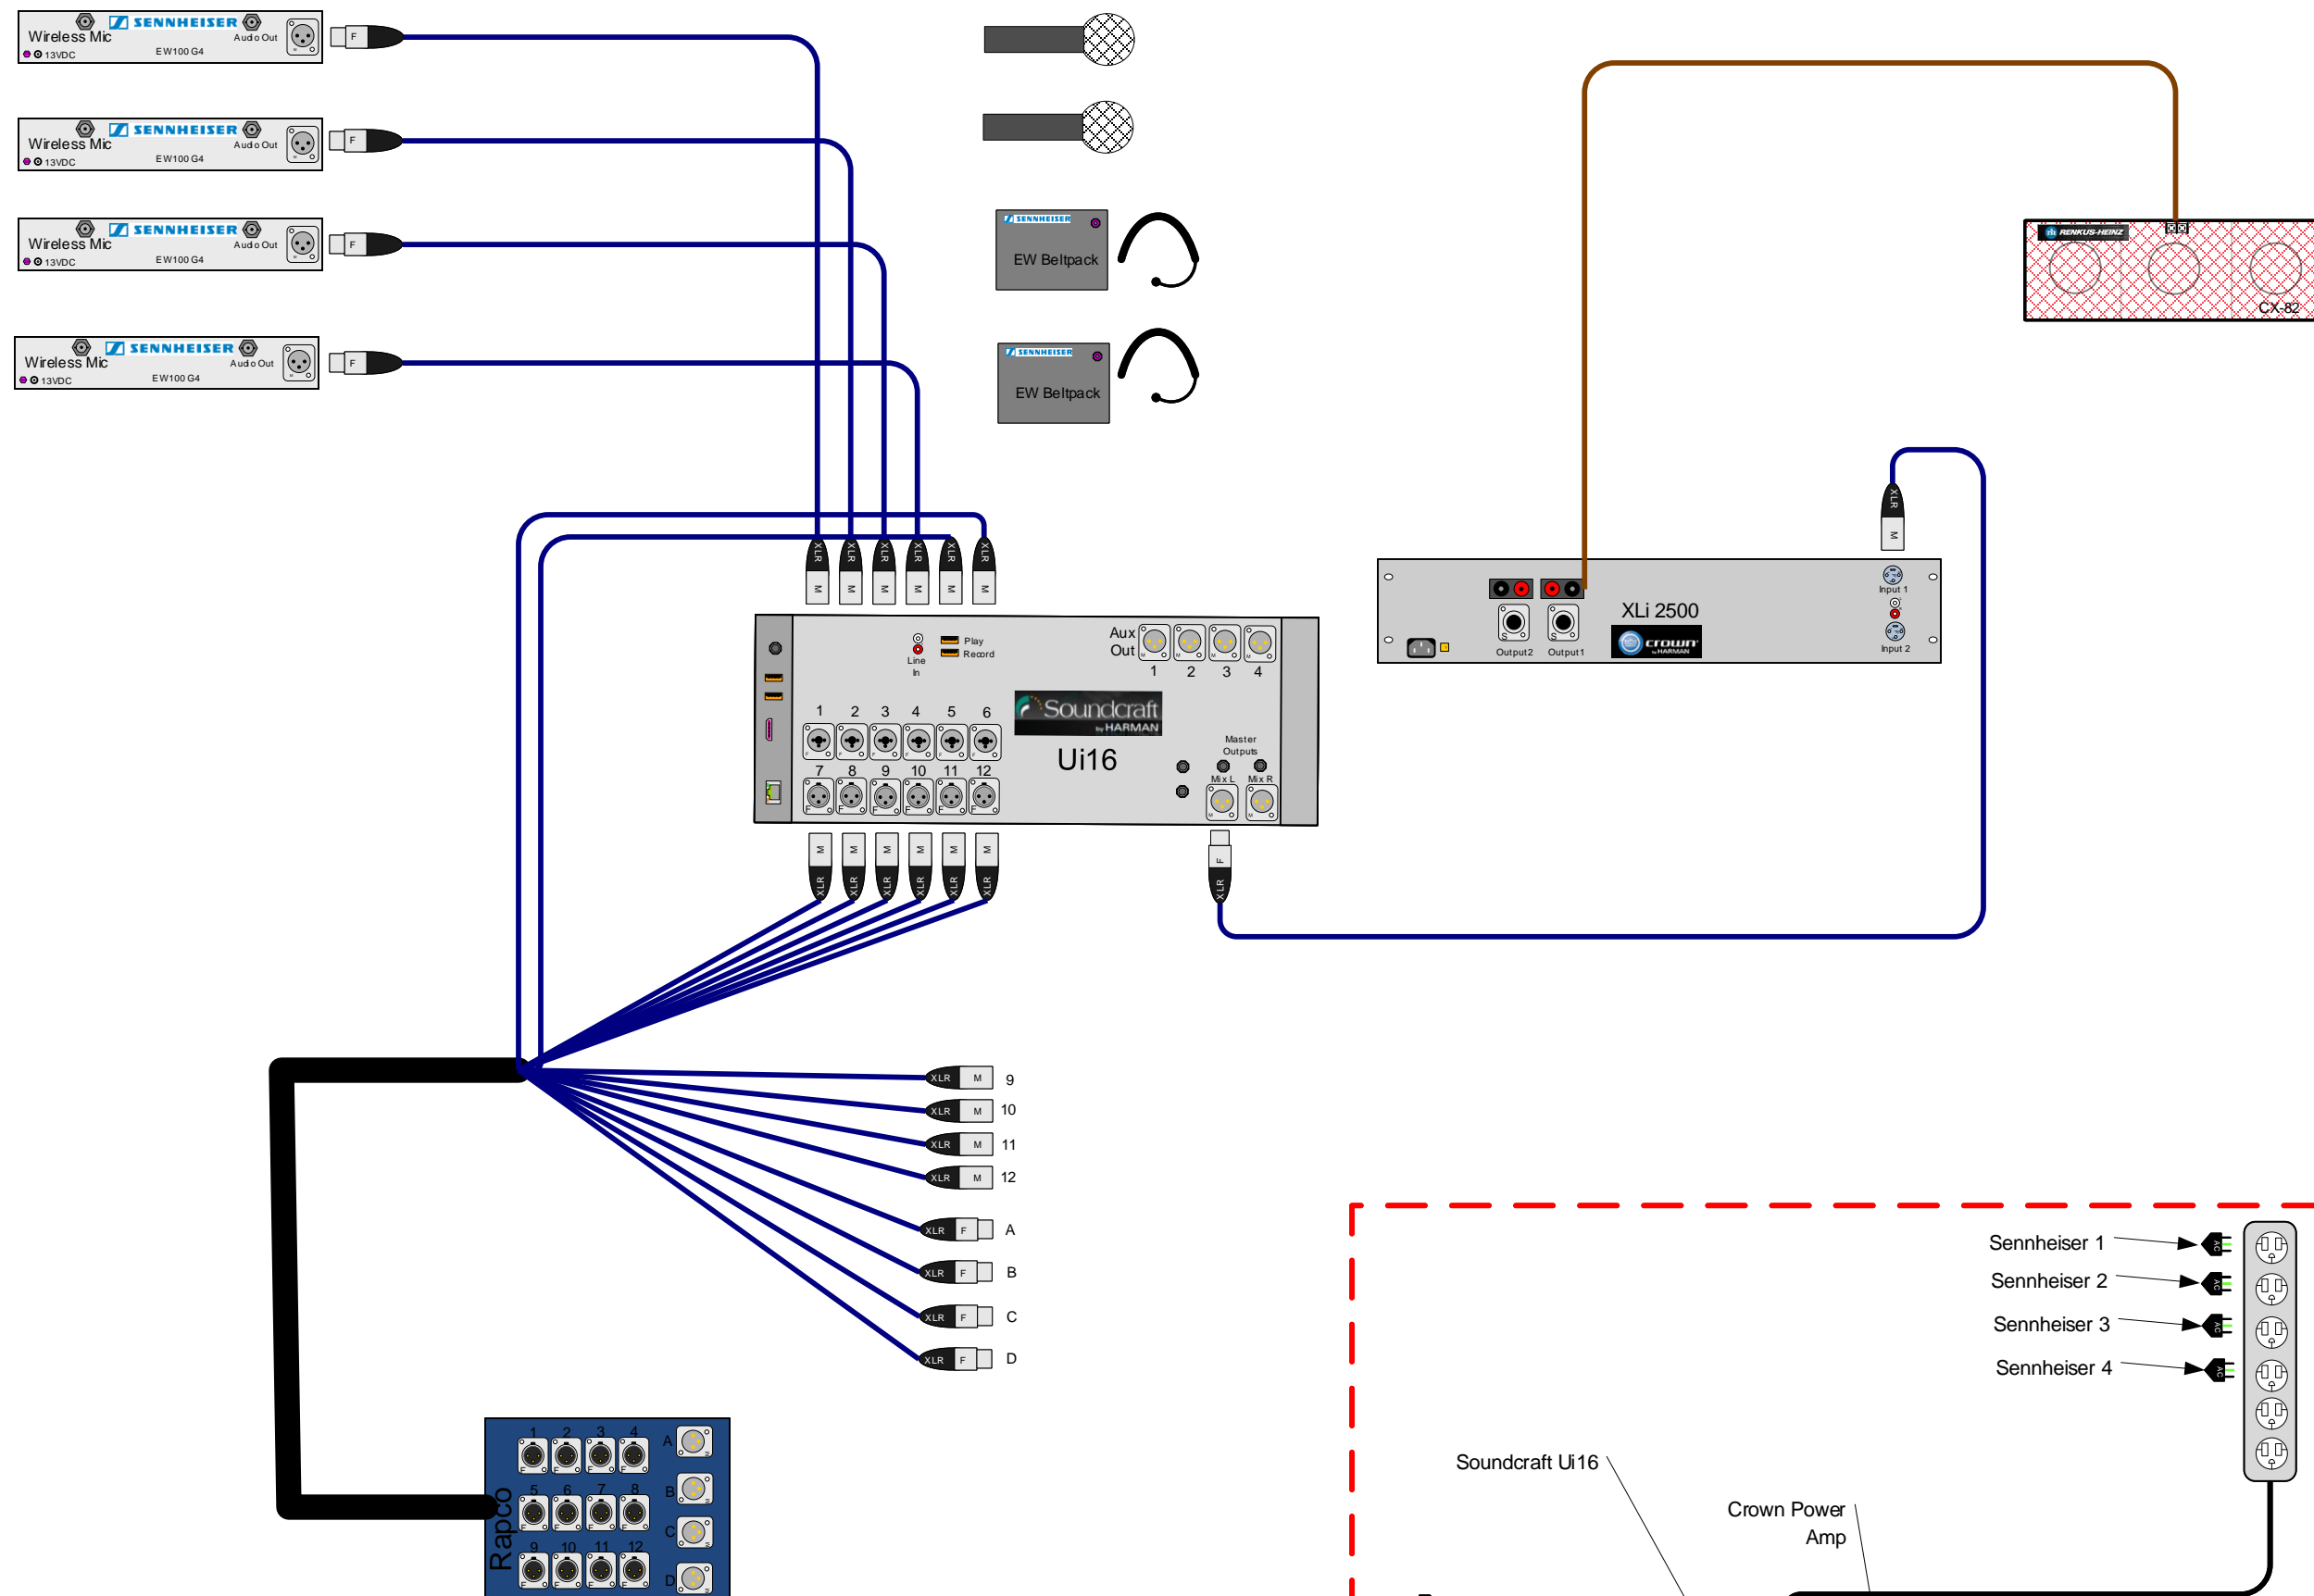 SENNHEISER
Wireless Mic
Audio Out
13VDC
EW100 G4
F
SENNHEISER
Wireless Mic
Audio Out
13VDC
EW100 G4
F
SENNHEISER
Wireless Mic
Audio Out
13VDC
EW100 G4
F
SENNHEISER
Wireless Mic
Audio Out
13VDC
EW100 G4
F
SENNHEISER
EW Beltpack
SENNHEISER
EW Beltpack
RENKUS-HEINZ
CX-82
XLR M
XLi 2500
crown
by HARMAN
Output2
Output1
Input 1
Input 2
XLR XLR XLR XLR XLR XLR
M M M M M M
Line
In
Play
Record
Aux
Out
1 2 3 4
Soundcraft
by HARMAN
Ui16
1 2 3 4 5 6
7 8 9 10 11 12
Master
Outputs
Mix L
Mix R
M M M M M M
XLR XLR XLR XLR XLR XLR
F
XLR
XLR M 9
XLR M 10
XLR M 11
XLR M 12
XLR F A
XLR F B
XLR F C
XLR F D
Rapco
1 2 3 4
A
5 6 7 8
B
C
9 10 11 12
D
Sennheiser 1
AC
Sennheiser 2
AC
Sennheiser 3
AC
Sennheiser 4
AC
Soundcraft Ui16
Crown Power
Amp